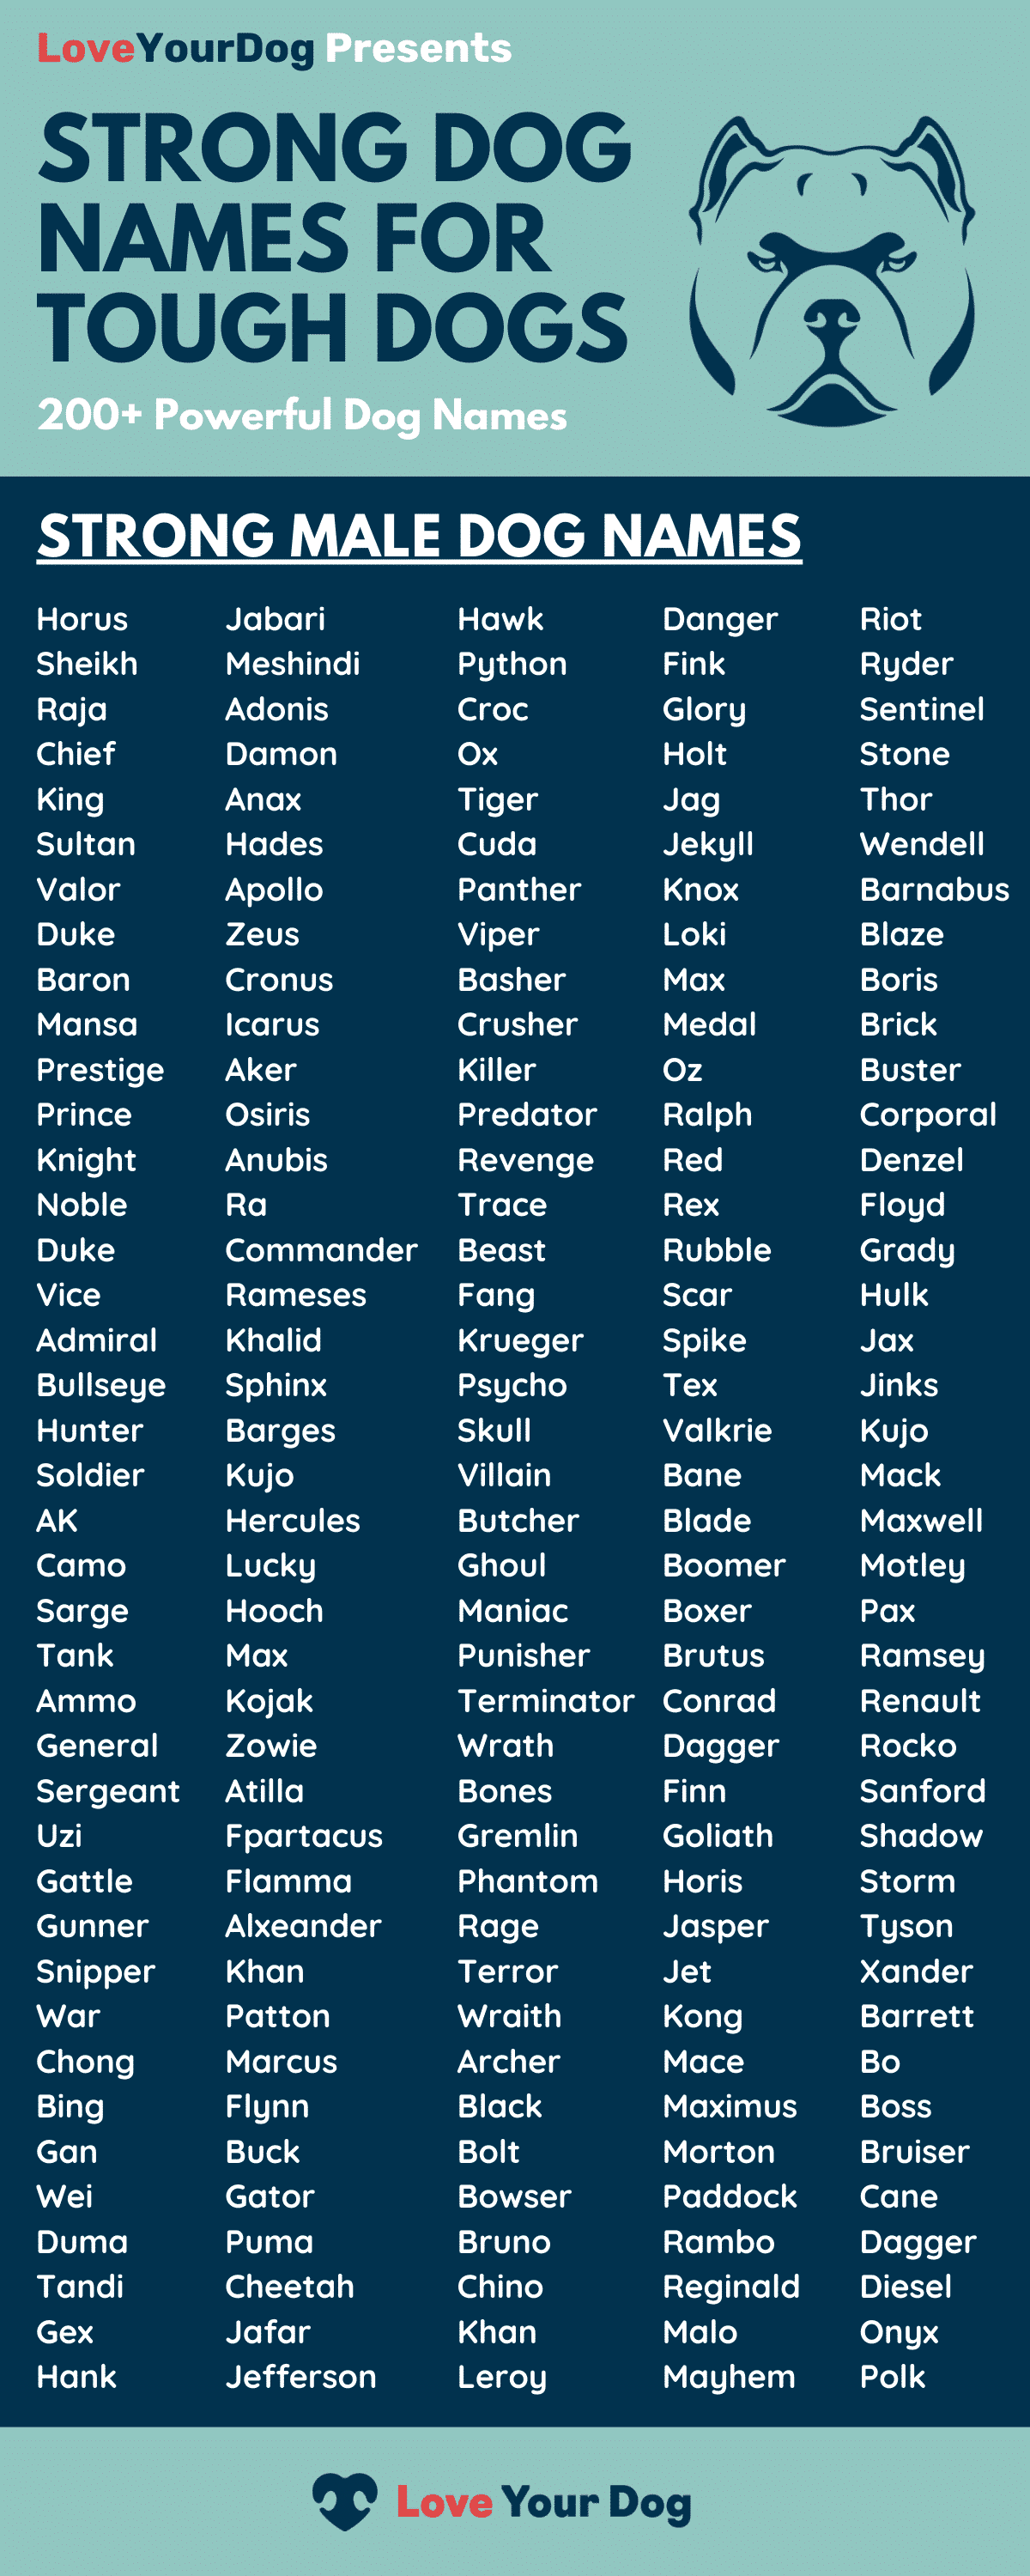 LoveYourDog Presents
STRONG DOG
NAMES FOR
TOUGH DOGS
200+ Powerful Dog Names
STRONG MALE DOG NAMES
Horus Jabari Hawk Danger Riot
Sheikh Meshindi Python Fink Ryder
Raja Adonis Croc Glory Sentinel
Chief Damon Ox Holt Stone
King Anax Tiger Jag Thor
Sultan Hades Cuda Jekyll Wendell
Valor Apollo Panther Knox Barnabus
Duke Zeus Viper Loki Blaze
Baron Cronus Basher Max Boris
Mansa Icarus Crusher Medal Brick
Prestige Aker Killer Oz Buster
Prince Osiris Predator Ralph Corporal
Knight Anubis Revenge Red Denzel
Noble Ra Trace Rex Floyd
Duke Commander Beast Rubble Grady
Vice Rameses Fang Scar Hulk
Admiral Khalid Krueger Spike Jax
Bullseye Sphinx Psycho Tex Jinks
Hunter Barges Skull Valkrie Kujo
Soldier Kujo Villain Bane Mack
AK Hercules Butcher Blade Maxwell
Camo Lucky Ghoul Boomer Motley
Sarge Hooch Maniac Boxer Pax
Tank Max Punisher Brutus Ramsey
Ammo Kojak Terminator Conrad Renault
General Zowie Wrath Dagger Rocko
Sergeant Atilla Bones Finn Sanford
Uzi Fpartacus Gremlin Goliath Shadow
Gattle Flamma Phantom Horis Storm
Gunner Alxeander Rage Jasper Tyson
Snipper Khan Terror Jet Xander
War Patton Wraith Kong Barrett
Chong Marcus Archer Mace Bo
Bing Flynn Black Maximus Boss
Gan Buck Bolt Morton Bruiser
Wei Gator Bowser Paddock Cane
Duma Puma Bruno Rambo Dagger
Tandi Cheetah Chino Reginald Diesel
Gex Jafar Khan Malo Onyx
Hank Jefferson Leroy Mayhem Polk
Love Your Dog